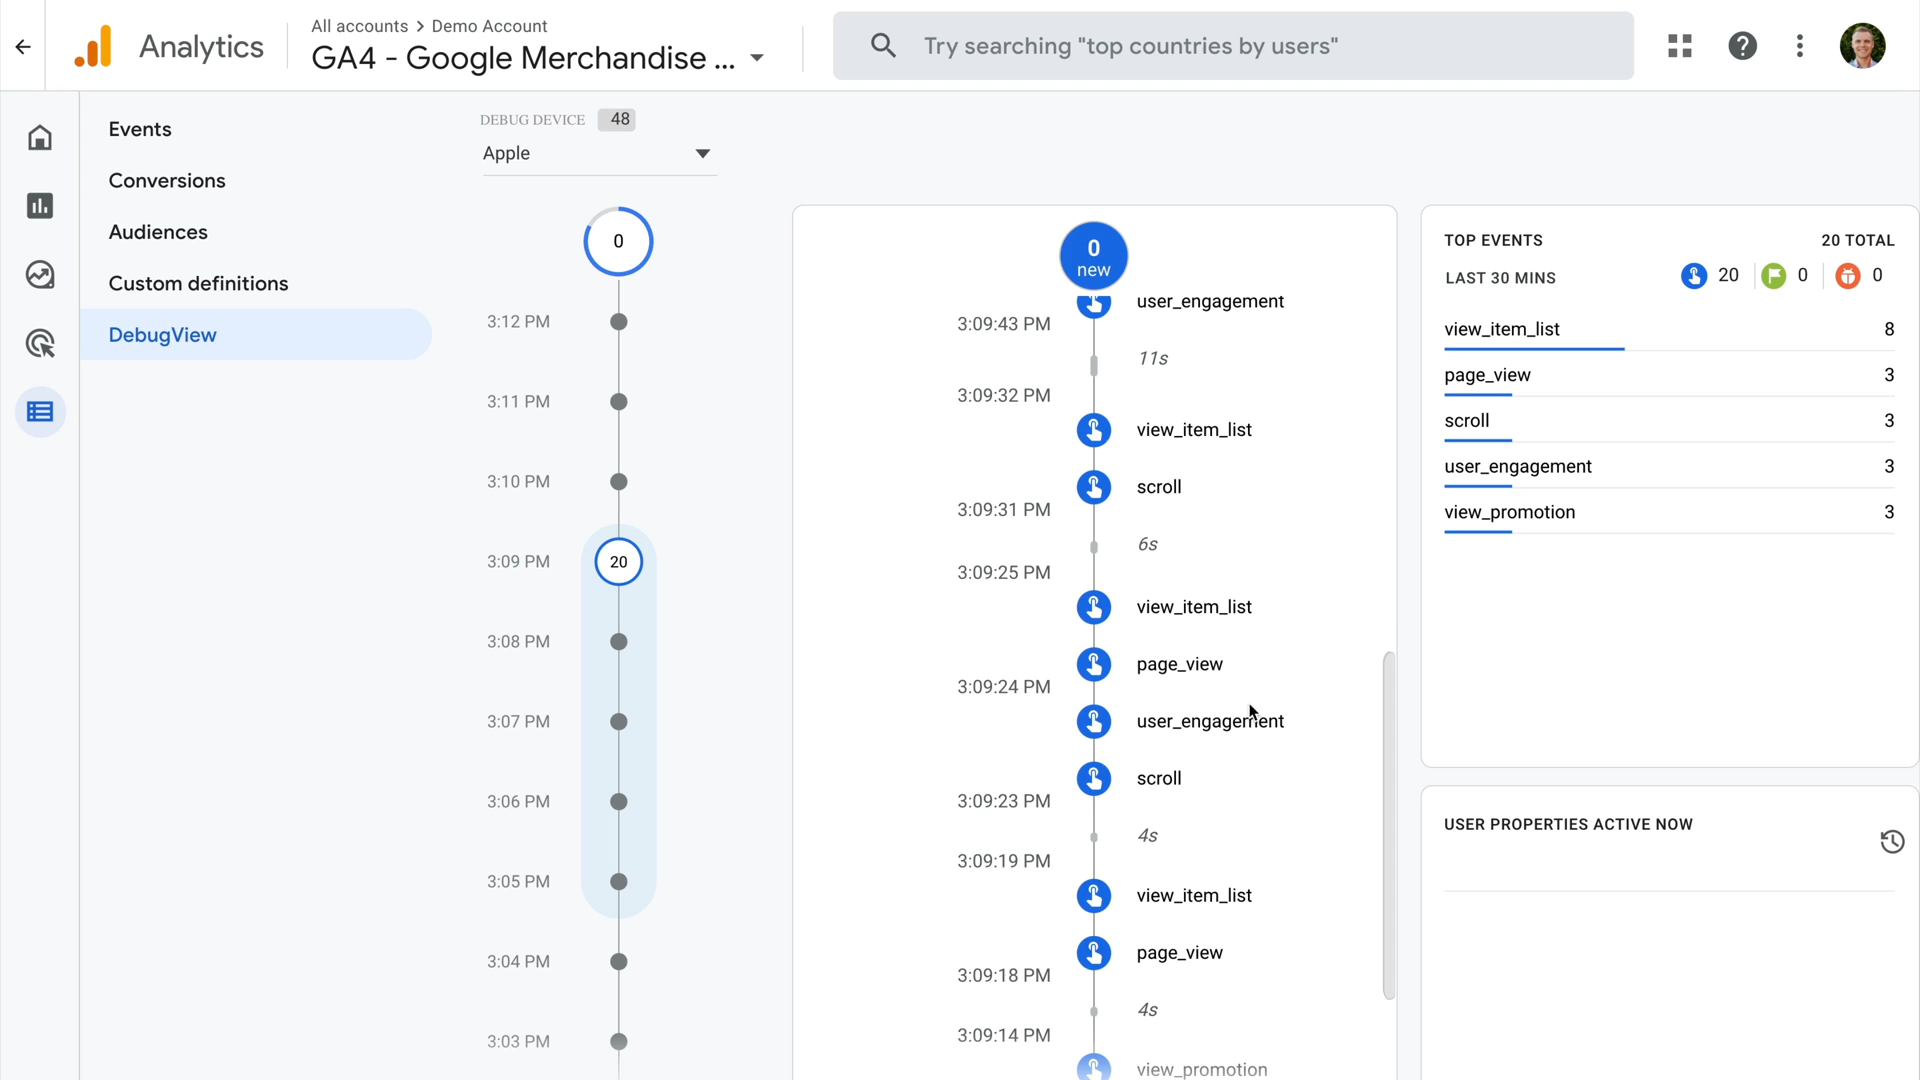 Analytics
All accounts > Demo Account
GA4 - Google Merchandise ...
Try searching "top countries by users"
Events
Conversions
Audiences
Custom definitions
DebugView
DEBUG DEVICE 48
Apple
0
3:12 PM
3:11 PM
3:10 PM
3:09 PM 20
3:08 PM
3:07 PM
3:06 PM
3:05 PM
3:04 PM
3:03 PM
0
new
user_engagement
3:09:43 PM
11s
3:09:32 PM
view_item_list
scroll
3:09:31 PM
6s
3:09:25 PM
view_item_list
page_view
3:09:24 PM
user_engagement
scroll
3:09:23 PM
4s
3:09:19 PM
view_item_list
page_view
3:09:18 PM
4s
3:09:14 PM
view_promotion
TOP EVENTS 20 TOTAL
LAST 30 MINS 20 0 0
view_item_list 8
page_view 3
scroll 3
user_engagement 3
view_promotion 3
USER PROPERTIES ACTIVE NOW